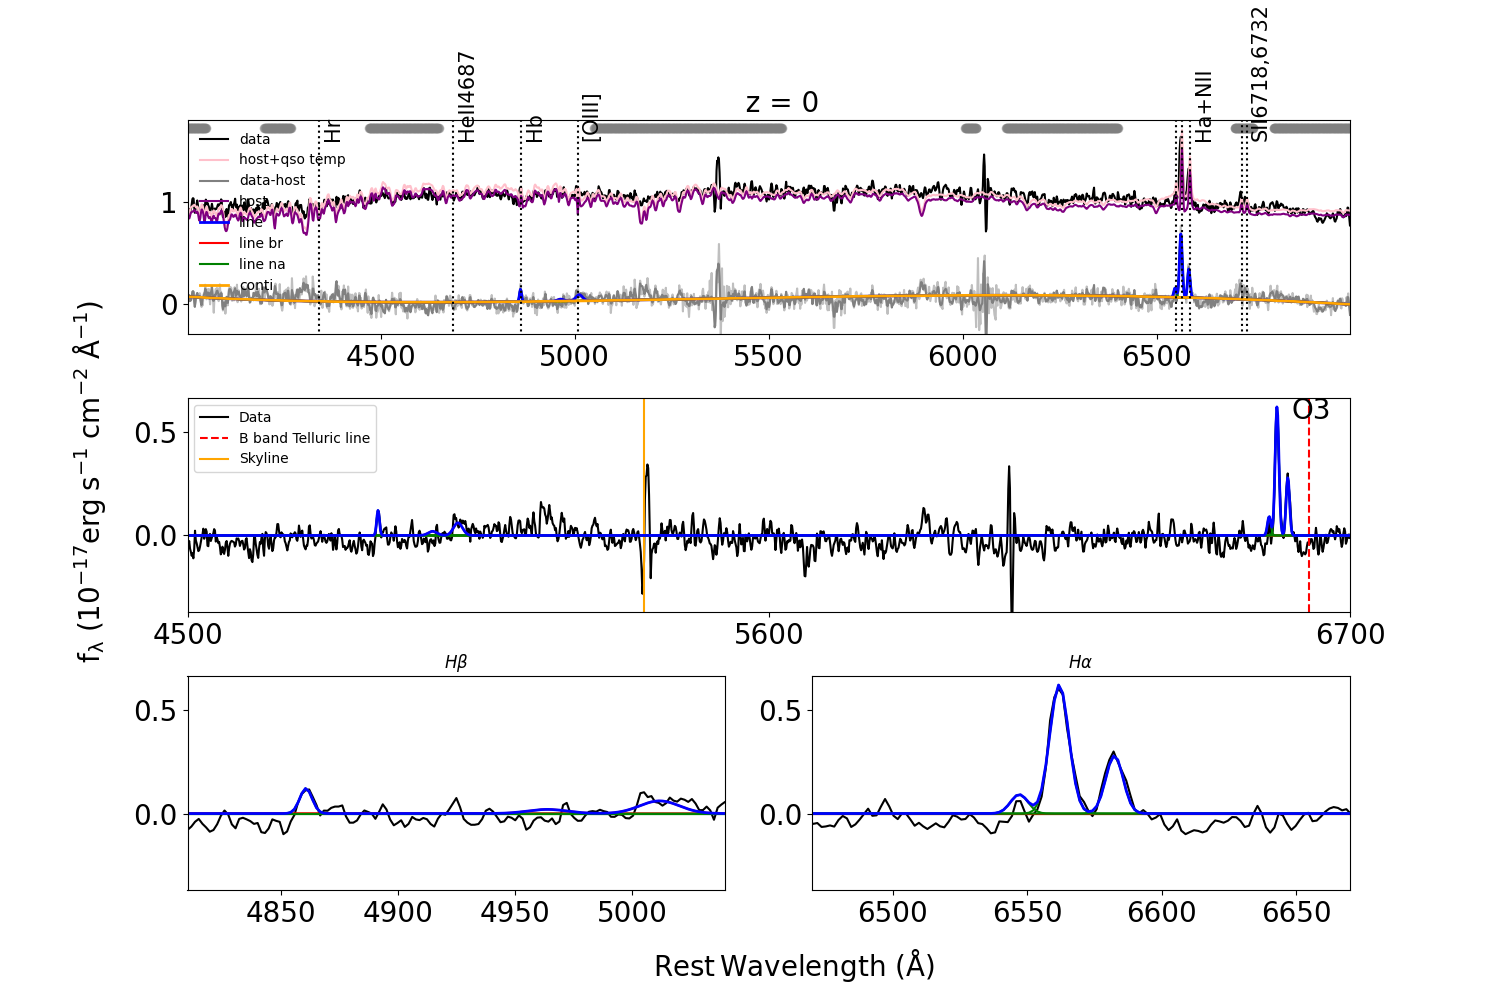 z = 0
Hr
HeII4687
Hb
[OIII]
Ha+NII
SII6718,6732
data
host+qso temp
data-host
host
line
line br
line na
conti
1
0
4500 5000 5500 6000 6500
fλ (10⁻¹⁷erg s⁻¹ cm⁻² Å⁻¹)
Data
B band Telluric line
Skyline
O3
0.5
0.0
4500 5600 6700
Hβ
0.5
0.0
4850 4900 4950 5000
Hα
0.5
0.0
6500 6550 6600 6650
Rest Wavelength (Å)